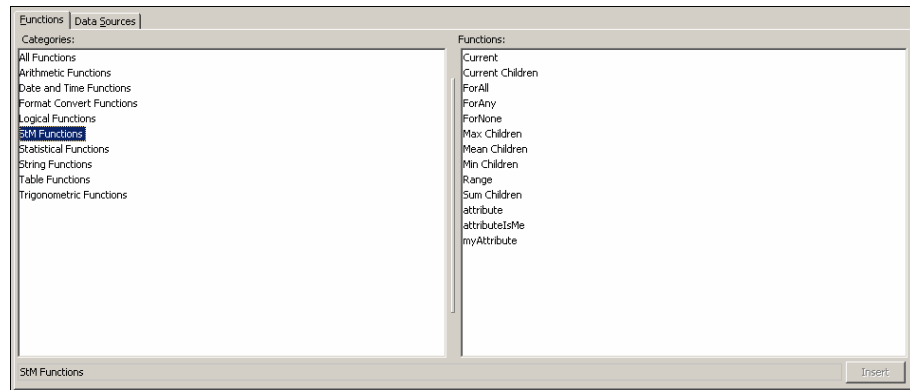 Functions
Data Sources
Categories:
All Functions
Arithmetic Functions
Date and Time Functions
Format Convert Functions
Logical Functions
StM Functions
Statistical Functions
String Functions
Table Functions
Trigonometric Functions
Functions:
Current
Current Children
ForAll
ForAny
ForNone
Max Children
Mean Children
Min Children
Range
Sum Children
attribute
attributeIsMe
myAttribute
StM Functions
Insert